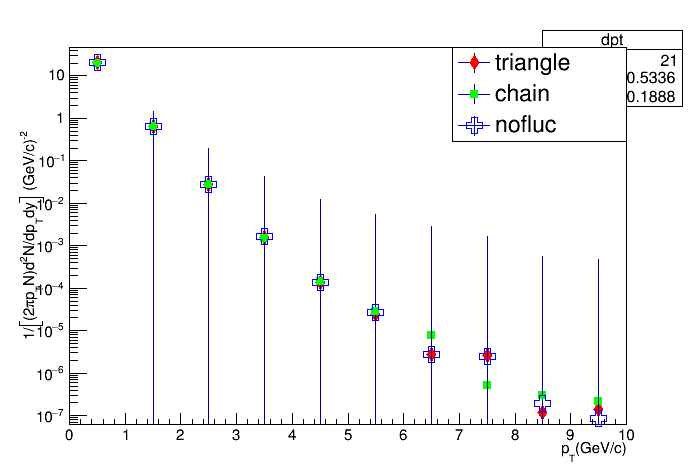 dpt
21
0.5336
0.1888
triangle
chain
nofluc
1/[(2πp_T N)d²N/dp_T dy] (GeV/c)⁻²
10
1
10⁻¹
10⁻²
10⁻³
10⁻⁴
10⁻⁵
10⁻⁶
10⁻⁷
0 1 2 3 4 5 6 7 8 9 10
p_T(GeV/c)